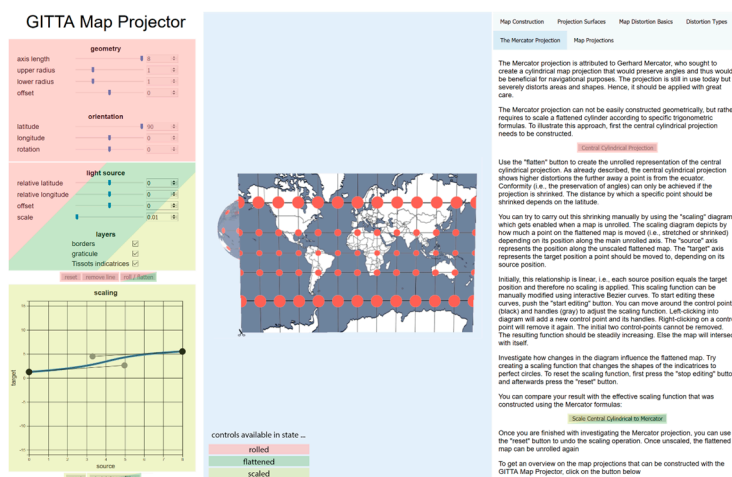 GITTA Map Projector
geometry
axis length 8
upper radius 1
lower radius 1
offset 0
orientation
latitude 90
longitude 0
rotation 0
light source
relative latitude 0
relative longitude 0
offset 0
scale 0.01
layers
borders
graticule
Tissots indicatrices
reset remove line roll / flatten
scaling
target
source
controls available in state ...
rolled
flattened
scaled
Map Construction Projection Surfaces Map Distortion Basics Distortion Types
The Mercator Projection Map Projections
The Mercator projection is attributed to Gerhard Mercator, who sought to
create a cylindrical map projection that would preserve angles and thus would
be beneficial for navigational purposes. The projection is still in use today but
severely distorts areas and shapes. Hence, it should be applied with great
care.
The Mercator projection can not be easily constructed geometrically, but rathe
requires to scale a flattened cylinder according to specific trigonometric
formulas. To illustrate this approach, first the central cylindrical projection
needs to be constructed.
Central Cylindrical Projection
Use the "flatten" button to create the unrolled representation of the central
cylindrical projection. As already described, the central cylindrical projection
shows higher distortions the further away a point is from the equator.
Conformity (i.e., the preservation of angles) can only be achieved if the
projection is shrinked. The distance by which a specific point should be
shrinked depends on the latitude.
You can try to carry out this shrinking manually by using the "scaling" diagram
which gets enabled when a map is unrolled. The scaling diagram depicts by
how much a point on the flattened map is moved (i.e., stretched or shrinked)
depending on its position along the main unrolled axis. The "source" axis
represents the position along the unscaled flattened map. The "target" axis
represents the target position a point should be moved to, depending on its
source position.
Initially, this relationship is linear, i.e., each source position equals the target
position and therefore no scaling is applied. This scaling function can be
manually modified using interactive Bezier curves. To start editing these
curves, push the "start editing" button. You can move around the control point
(black) and handles (gray) to adjust the scaling function. Left-clicking into
diagram will add a new control point and its handles. Right-clicking on a contr
point will remove it again. The initial two control-points cannot be removed.
The resulting function should be steadily increasing. Else the map will interse
with itself.
Investigate how changes in the diagram influence the flattened map. Try
creating a scaling function that changes the shapes of the indicatrices to
perfect circles. To reset the scaling function, first press the "stop editing" butto
and afterwards press the "reset" button.
You can compare your result with the effective scaling function that was
constructed using the Mercator formulas:
Scale Central Cylindrical to Mercator
Once you are finished with investigating the Mercator projection, you can use
the "reset" button to undo the scaling operation. Once unscaled, the flattened
map can be unrolled again
To get an overview on the map projections that can be constructed with the
GITTA Map Projector, click on the button below